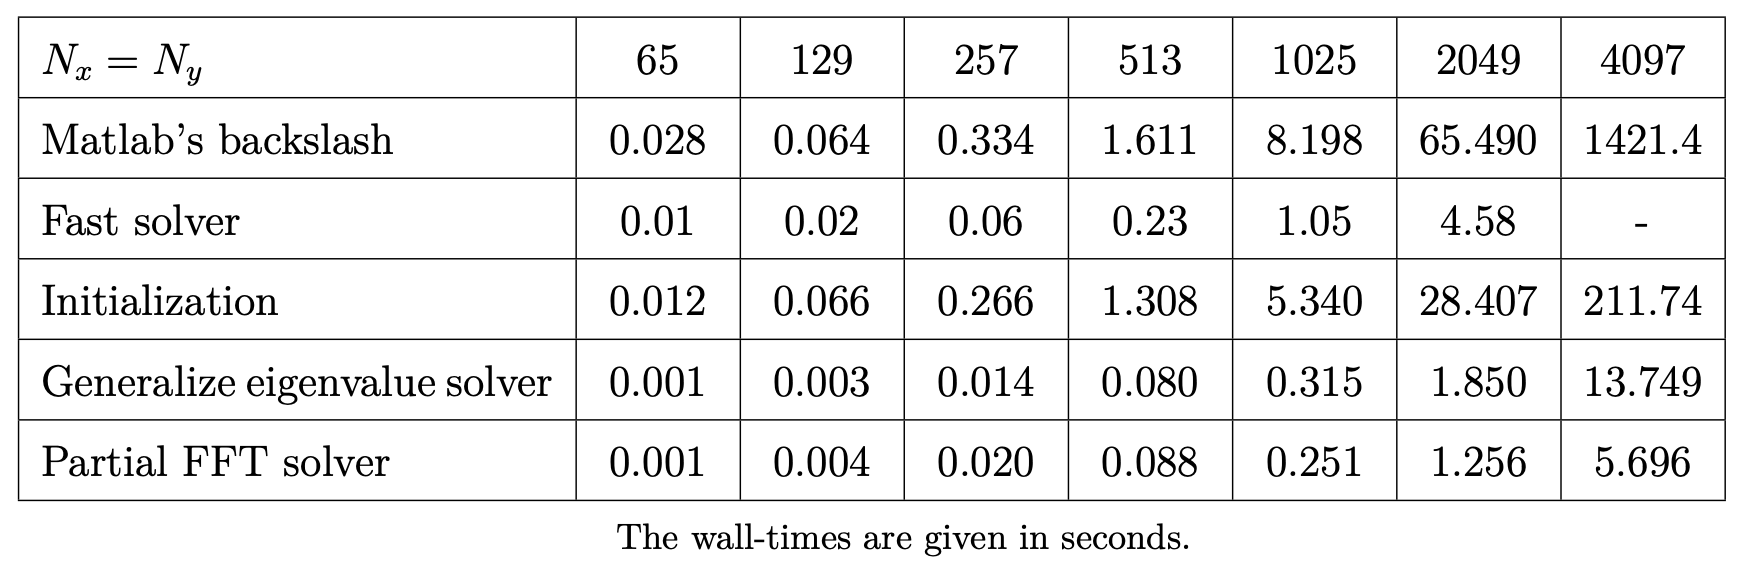 N_x = N_y 65 129 257 513 1025 2049 4097
Matlab's backslash 0.028 0.064 0.334 1.611 8.198 65.490 1421.4
Fast solver 0.01 0.02 0.06 0.23 1.05 4.58 -
Initialization 0.012 0.066 0.266 1.308 5.340 28.407 211.74
Generalize eigenvalue solver 0.001 0.003 0.014 0.080 0.315 1.850 13.749
Partial FFT solver 0.001 0.004 0.020 0.088 0.251 1.256 5.696
The wall-times are given in seconds.